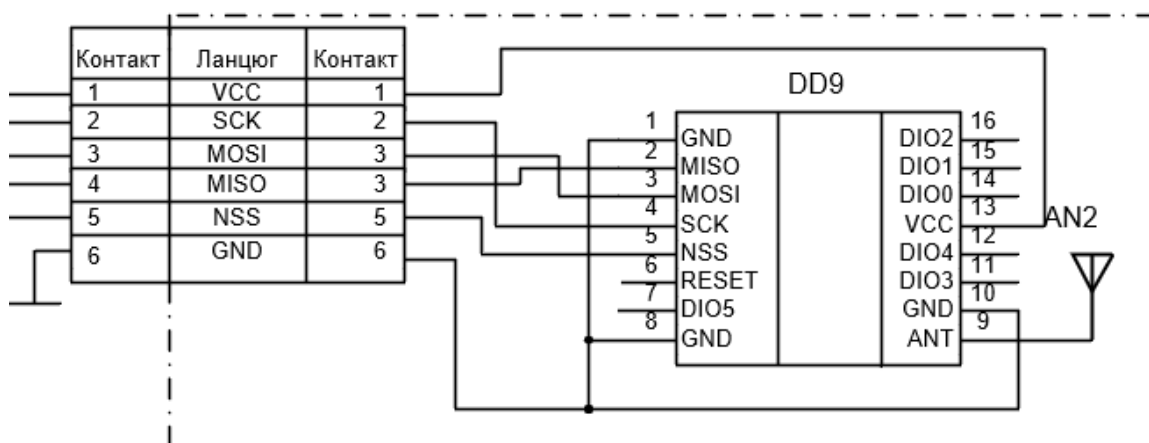 Контакт Ланцюг Контакт
1 VCC 1
2 SCK 2
3 MOSI 3
4 MISO 3
5 NSS 5
6 GND 6
DD9
1 GND DIO2 16
2 MISO DIO1 15
3 MOSI DIO0 14
4 SCK VCC 13
5 NSS DIO4 12
6 RESET DIO3 11
7 DIO5 GND 10
8 GND ANT 9
AN2